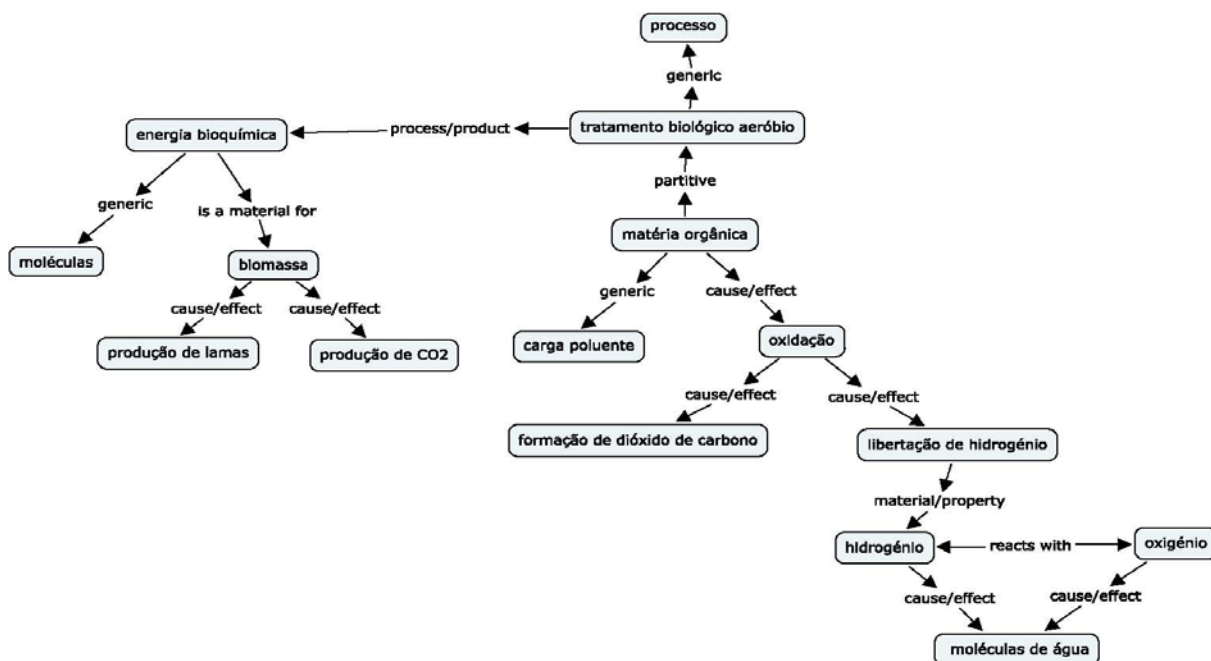 processo
generic
energia bioquímica
process/product
tratamento biológico aeróbio
partitive
generic
is a material for
matéria orgânica
moléculas
biomassa
generic
cause/effect
cause/effect
cause/effect
carga poluente
oxidação
produção de lamas
produção de CO2
cause/effect
cause/effect
formação de dióxido de carbono
libertação de hidrogénio
material/property
hidrogénio
reacts with
oxigénio
cause/effect
cause/effect
moléculas de água